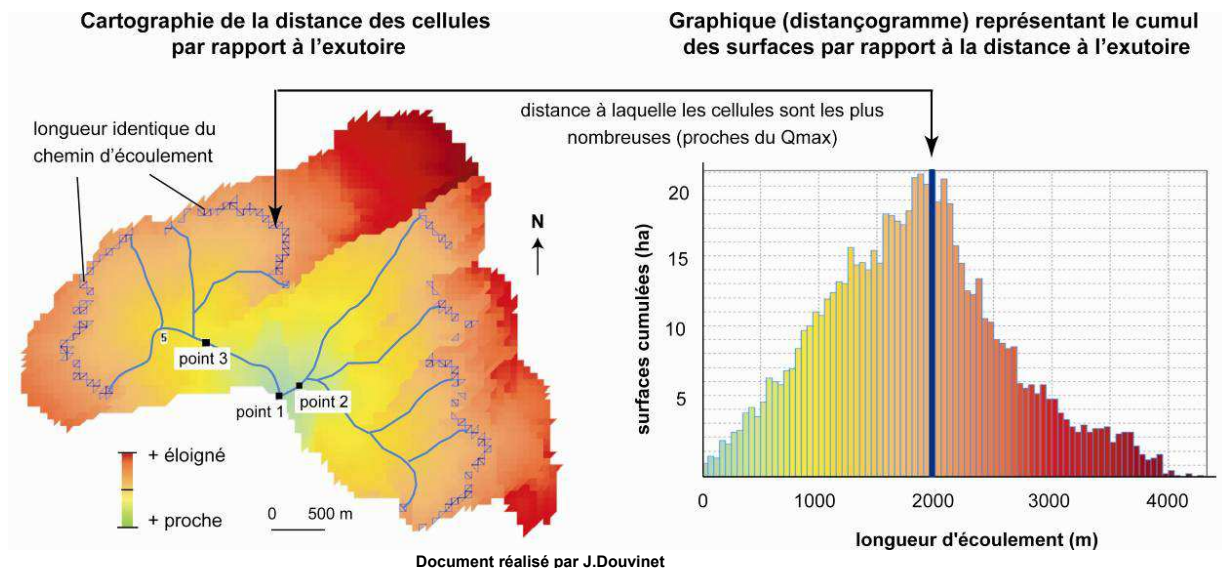 Cartographie de la distance des cellules
par rapport à l'exutoire
Graphique (distançogramme) représentant le cumul
des surfaces par rapport à la distance à l'exutoire
longueur identique du
chemin d'écoulement
distance à laquelle les cellules sont les plus
nombreuses (proches du Qmax)
N
5
point 3
point 1
point 2
+ éloigné
+ proche
0 500 m
surfaces cumulées (ha)
20
15
10
5
0 1000 2000 3000 4000
longueur d'écoulement (m)
Document réalisé par J.Douvinet